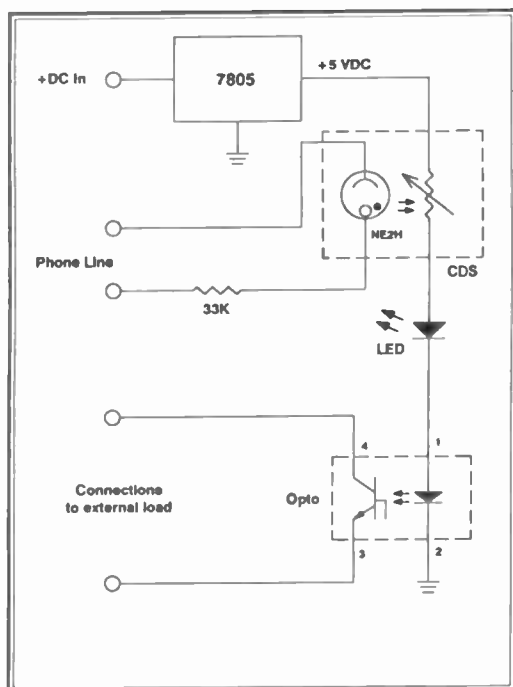 +DC In
7805
+5 VDC
NE2H
CDS
Phone Line
33K
LED
4
1
Connections
to external load
Opto
3
2